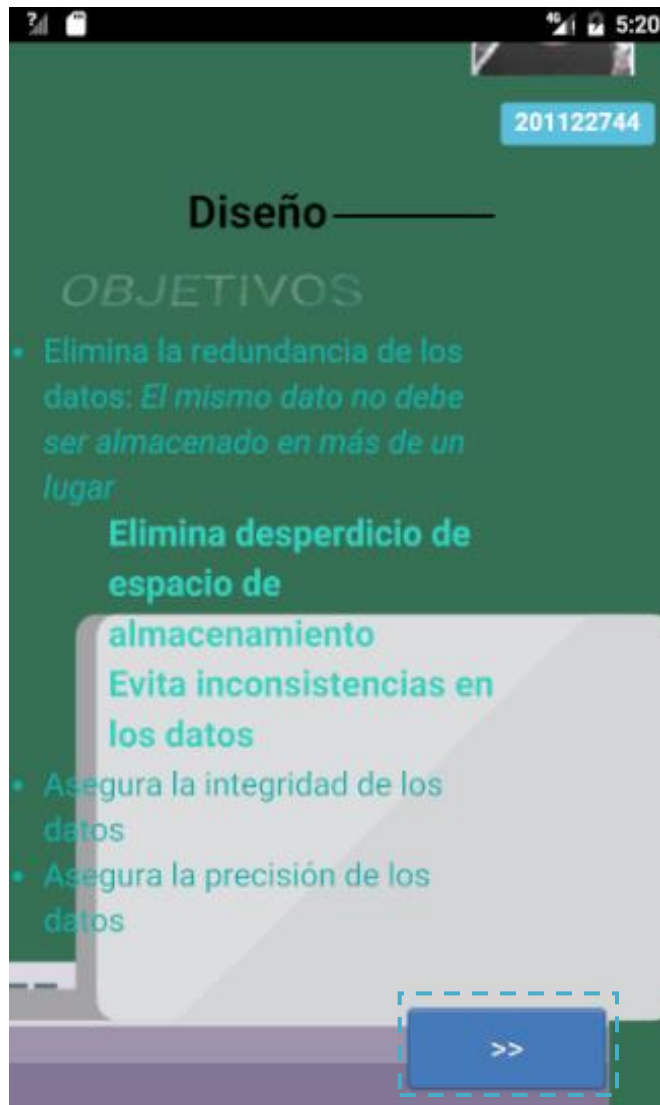 5:20
201122744
Diseño
OBJETIVOS
• Elimina la redundancia de los
datos: El mismo dato no debe
ser almacenado en más de un
lugar
Elimina desperdicio de
espacio de
almacenamiento
Evita inconsistencias en
los datos
• Asegura la integridad de los
datos
• Asegura la precisión de los
datos
>>